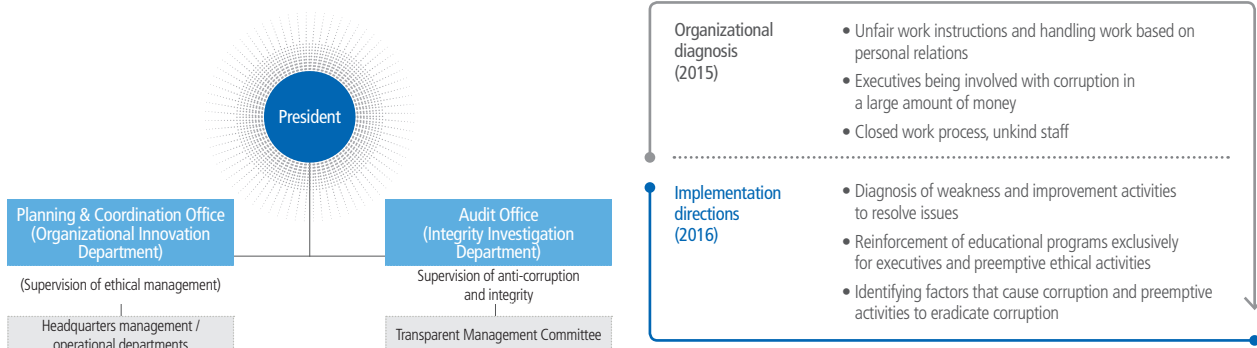 President
Planning & Coordination Office
(Organizational Innovation
Department)
(Supervision of ethical management)
Headquarters management /
operational departments
Audit Office
(Integrity Investigation
Department)
Supervision of anti-corruption
and integrity
Transparent Management Committee
Organizational
diagnosis
(2015)
• Unfair work instructions and handling work based on
personal relations
• Executives being involved with corruption in
a large amount of money
• Closed work process, unkind staff
Implementation
directions
(2016)
• Diagnosis of weakness and improvement activities
to resolve issues
• Reinforcement of educational programs exclusively
for executives and preemptive ethical activities
• Identifying factors that cause corruption and preemptive
activities to eradicate corruption